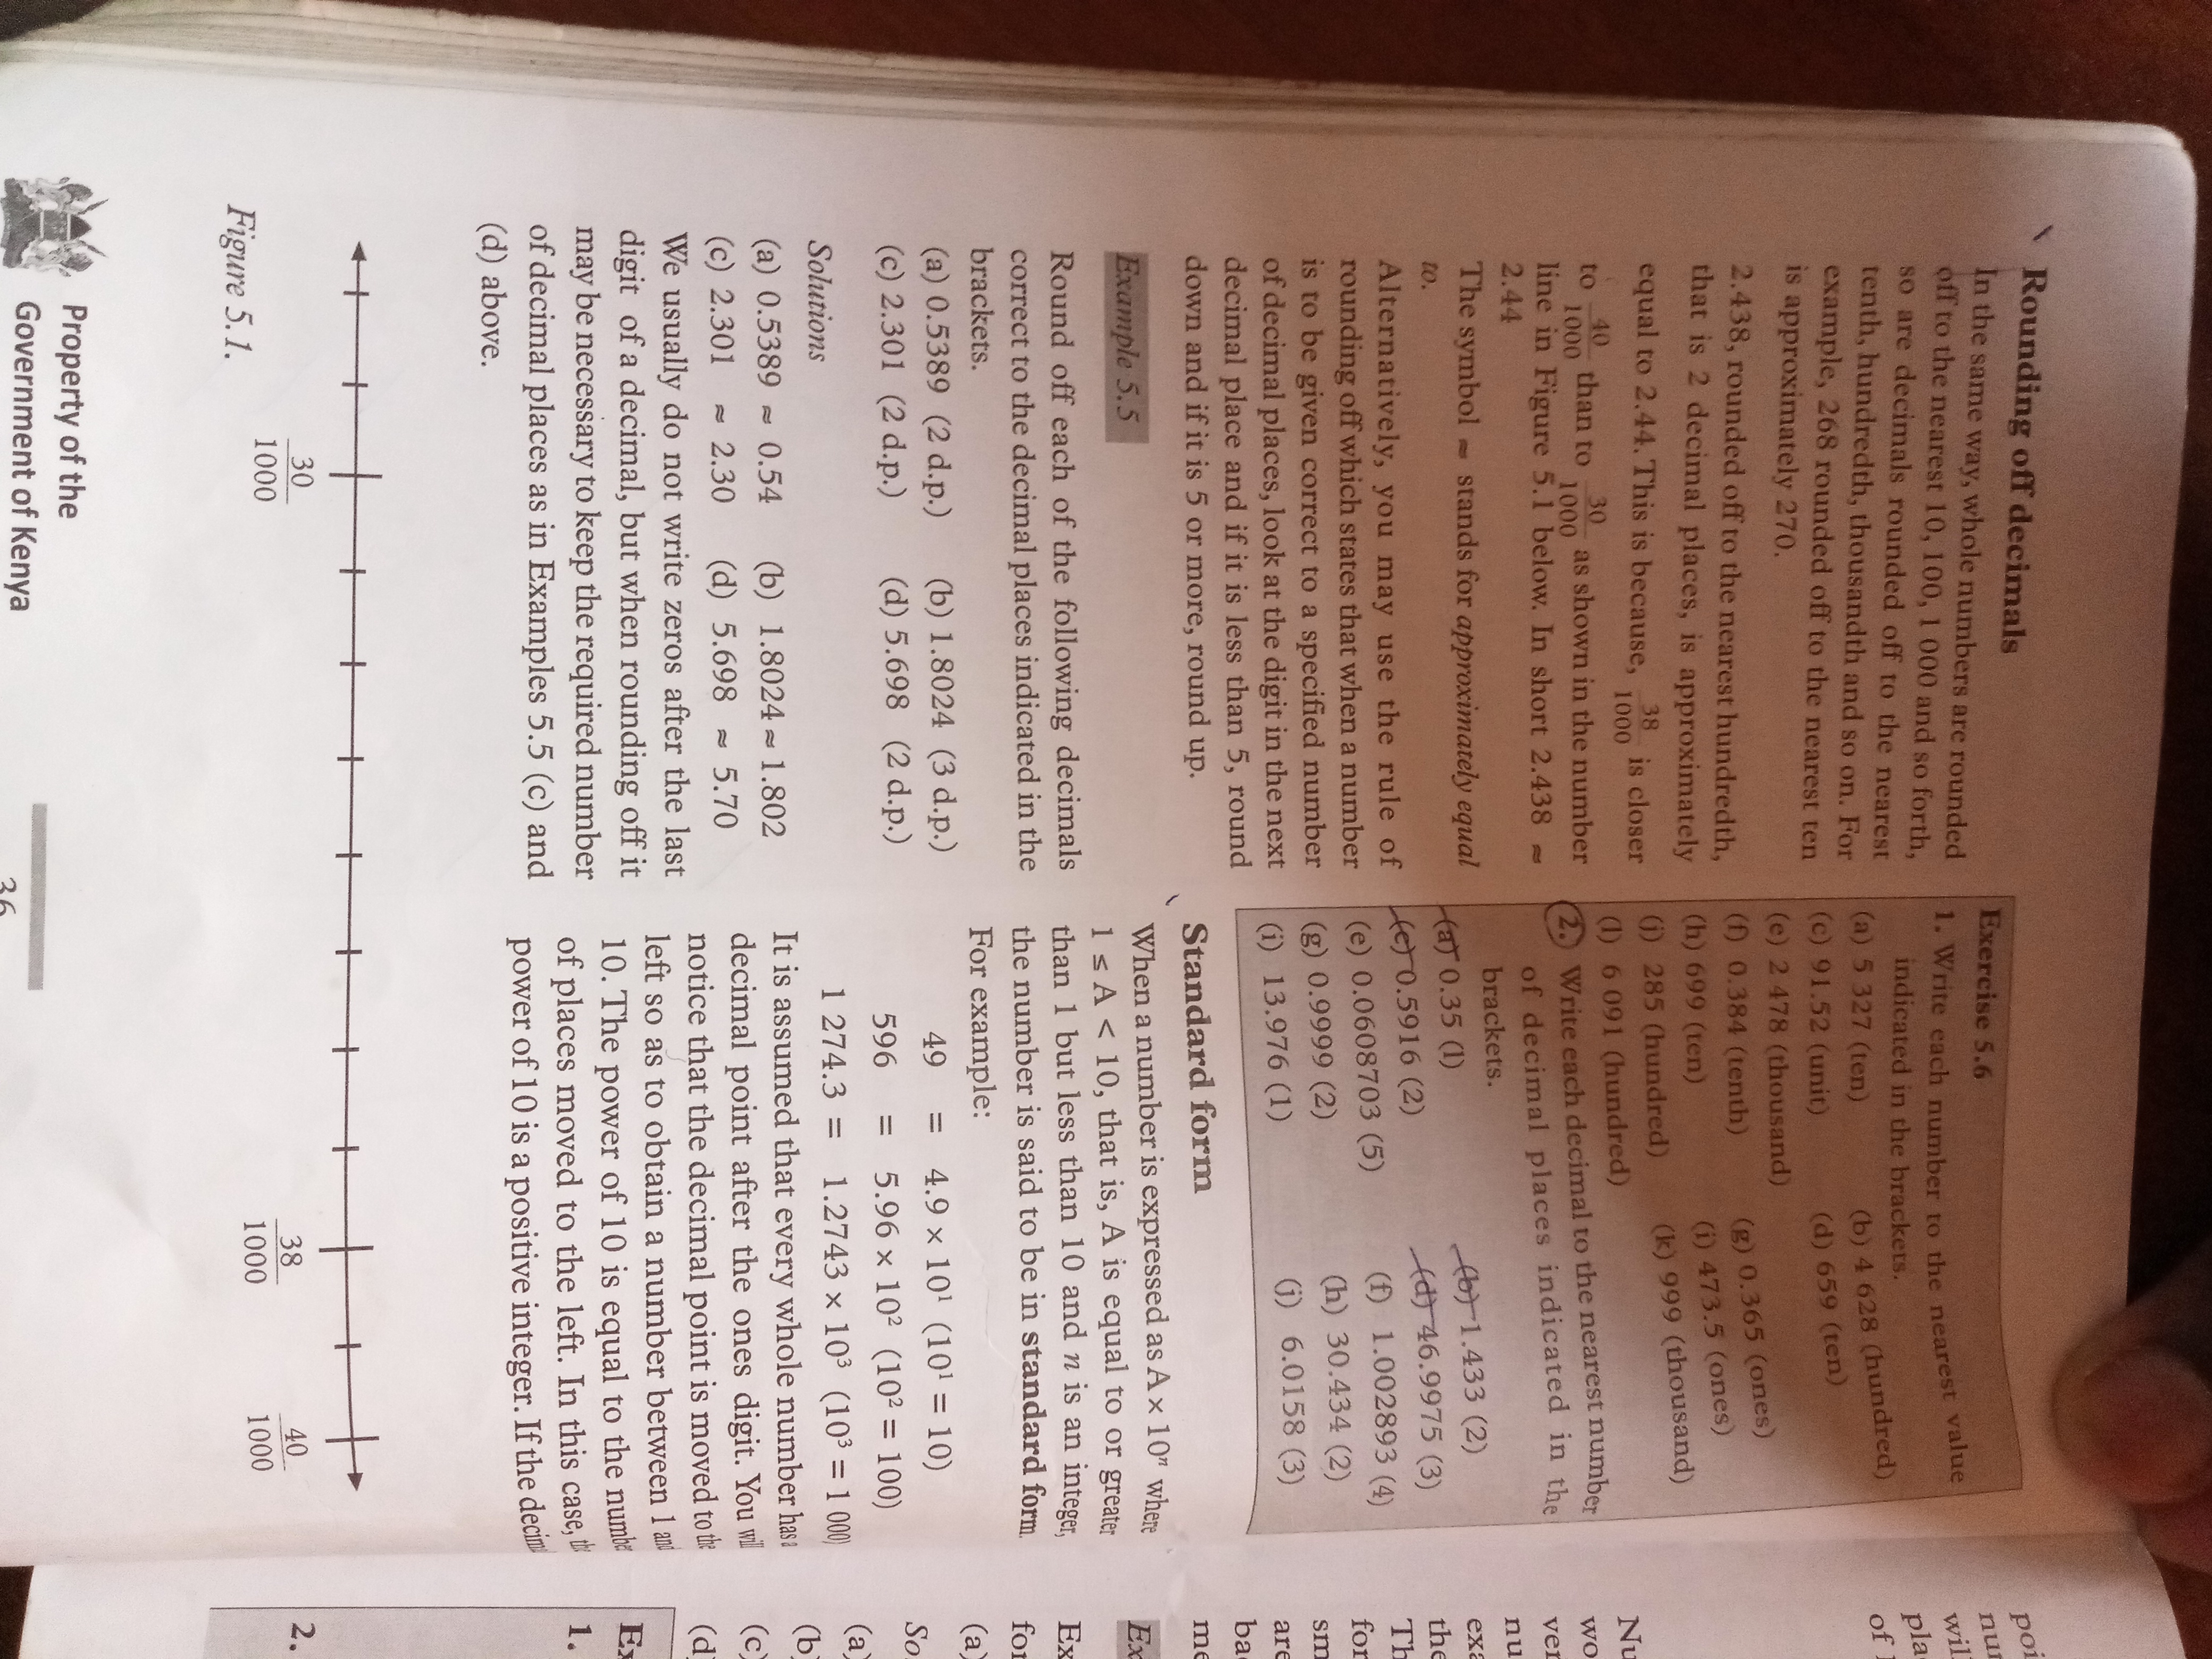 Rounding off decimals
In the same way, whole numbers are rounded
off to the nearest 10, 100, 1 000 and so forth,
so are decimals rounded off to the nearest
tenth, hundredth, thousandth and so on. For
example, 268 rounded off to the nearest ten
is approximately 270.
2.438, rounded off to the nearest hundredth,
that is 2 decimal places, is approximately
equal to 2.44. This is because, 38/1000 is closer
to 40/1000 than to 30/1000 as shown in the number
line in Figure 5.1 below. In short 2.438 ≈
2.44
The symbol ≈ stands for approximately equal
to.
Alternatively, you may use the rule of
rounding off which states that when a number
is to be given correct to a specified number
of decimal places, look at the digit in the next
decimal place and if it is less than 5, round
down and if it is 5 or more, round up.
Example 5.5
Round off each of the following decimals
correct to the decimal places indicated in the
brackets.
(a) 0.5389 (2 d.p.) (b) 1.8024 (3 d.p.)
(c) 2.301 (2 d.p.) (d) 5.698 (2 d.p.)
Solutions
(a) 0.5389 ≈ 0.54 (b) 1.8024 ≈ 1.802
(c) 2.301 ≈ 2.30 (d) 5.698 ≈ 5.70
We usually do not write zeros after the last
digit of a decimal, but when rounding off it
may be necessary to keep the required number
of decimal places as in Examples 5.5 (c) and
(d) above.
Exercise 5.6
1. Write each number to the nearest value
indicated in the brackets.
(a) 5 327 (ten) (b) 4 628 (hundred)
(c) 91.52 (unit) (d) 659 (ten)
(e) 2 478 (thousand)
(f) 0.384 (tenth) (g) 0.365 (ones)
(h) 699 (ten) (i) 473.5 (ones)
(j) 285 (hundred) (k) 999 (thousand)
(l) 6 091 (hundred)
2. Write each decimal to the nearest number
of decimal places indicated in the
brackets.
(a) 0.35 (1) (b) 1.433 (2)
(c) 0.5916 (2) (d) 46.9975 (3)
(e) 0.0608703 (5) (f) 1.002893 (4)
(g) 0.9999 (2) (h) 30.434 (2)
(i) 13.976 (1) (j) 6.0158 (3)
Standard form
When a number is expressed as A × 10ⁿ where
1 ≤ A < 10, that is, A is equal to or greater
than 1 but less than 10 and n is an integer,
the number is said to be in standard form.
For example:
49 = 4.9 × 10¹ (10¹ = 10)
596 = 5.96 × 10² (10² = 100)
1 274.3 = 1.2743 × 10³ (10³ = 1 000)
It is assumed that every whole number has a
decimal point after the ones digit. You will
notice that the decimal point is moved to the
left so as to obtain a number between 1 and
10. The power of 10 is equal to the numbe
of places moved to the left. In this case, th
power of 10 is a positive integer. If the decim
30/1000 38/1000 40/1000
Figure 5.1.
Property of the
Government of Kenya
36
poi
nu
will
pla
of
Nu
wo
ver
nu
exa
the
Th
for
sm
are
ba
me
Ex
Ex
for
(a)
So
(a)
(b)
(c)
(d)
Ex
1.
2.